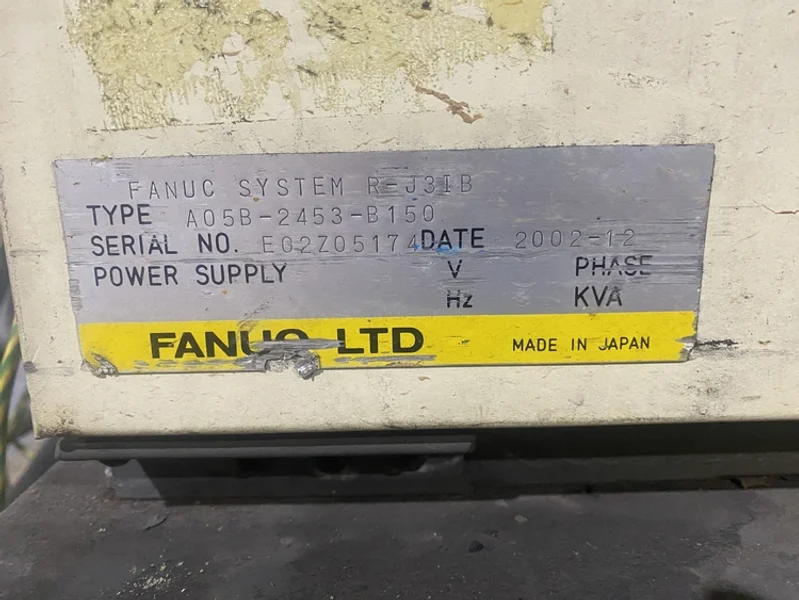 FANUC SYSTEM R-J3iB
TYPE A05B-2453-B150
SERIAL NO. E02Z05174 DATE 2002-12
POWER SUPPLY V PHASE
Hz KVA
FANUC LTD MADE IN JAPAN